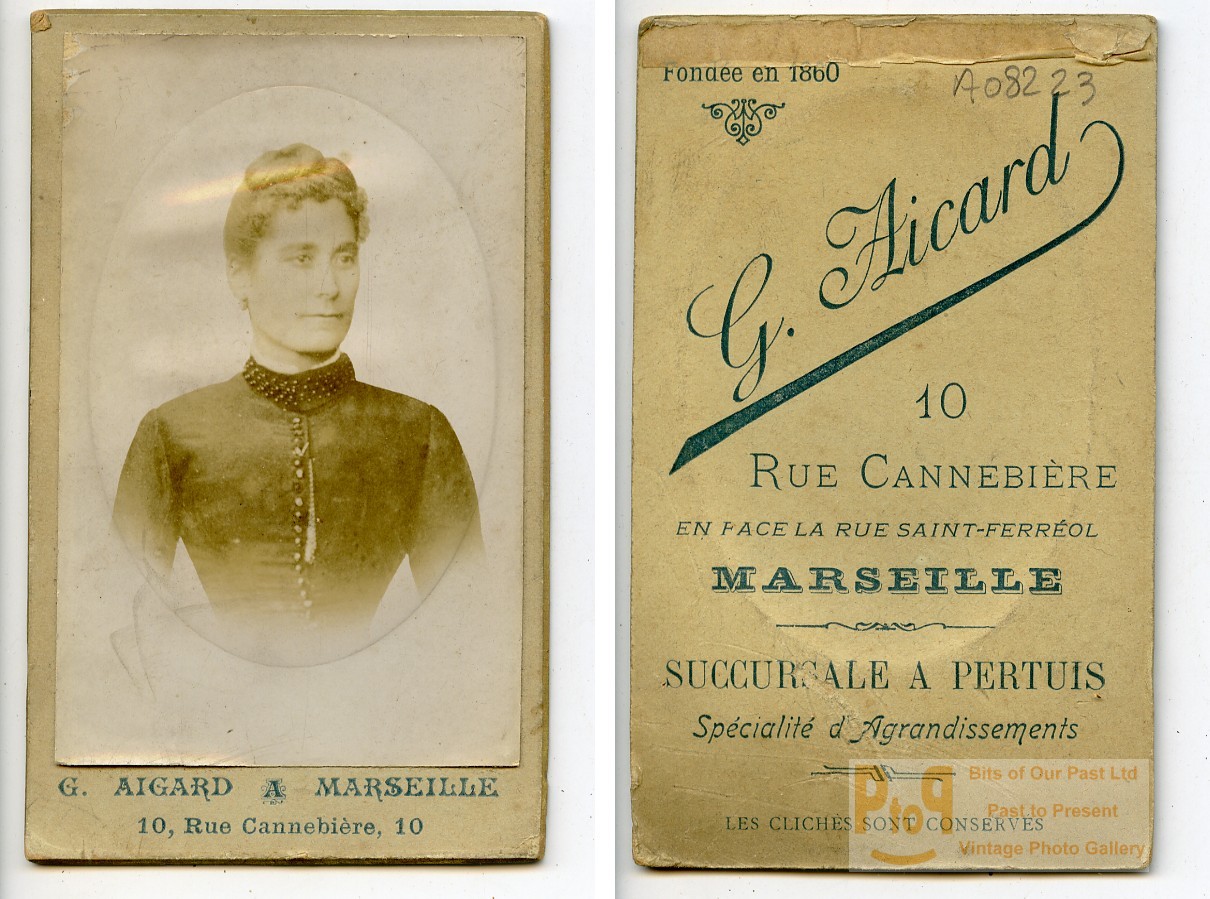 G. AICARD A MARSEILLE
10, Rue Cannebière, 10
Fondée en 1860
A08223
G. Aicard
10
RUE CANNEBIÈRE
EN FACE LA RUE SAINT-FERRÉOL
MARSEILLE
SUCCURSALE A PERTUIS
Spécialité d'Agrandissements
LES CLICHÉS SONT CONSERVÉS
PtoP
Bits of Our Past Ltd
Past to Present
Vintage Photo Gallery